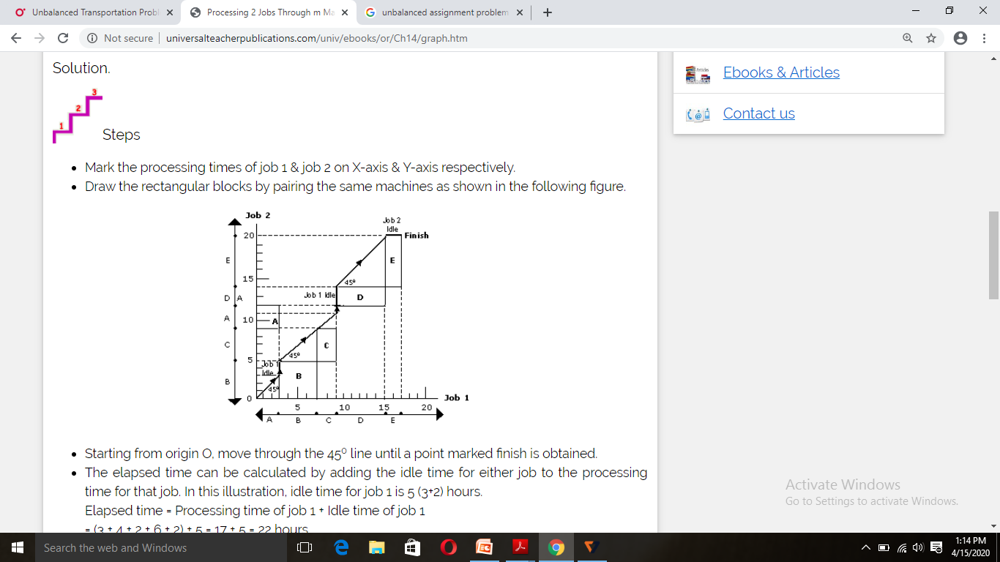 Unbalanced Transportation Probl
Processing 2 Jobs Through m Ma
unbalanced assignment problem
Not secure
universalteacherpublications.com/univ/ebooks/or/Ch14/graph.htm
Solution.
3
2
1
Steps
Ebooks & Articles
Contact us
• Mark the processing times of job 1 & job 2 on X-axis & Y-axis respectively.
• Draw the rectangular blocks by pairing the same machines as shown in the following figure.
Job 2
Job 2
Idle
20
Finish
E
E
15
45⁰
D
A
Job 1 Idle
D
A
10
A
C
C
5
45⁰
Job 1
Idle
B
B
45⁰
0
Job 1
5
10
15
20
A
B
C
D
E
• Starting from origin O, move through the 45⁰ line until a point marked finish is obtained.
• The elapsed time can be calculated by adding the idle time for either job to the processing
time for that job. In this illustration, idle time for job 1 is 5 (3+2) hours.
Elapsed time = Processing time of job 1 + Idle time of job 1
= (3 + 4 + 2 + 6 + 2) + 5 = 17 + 5 = 22 hours
Activate Windows
Go to Settings to activate Windows.
Search the web and Windows
1:14 PM
4/15/2020